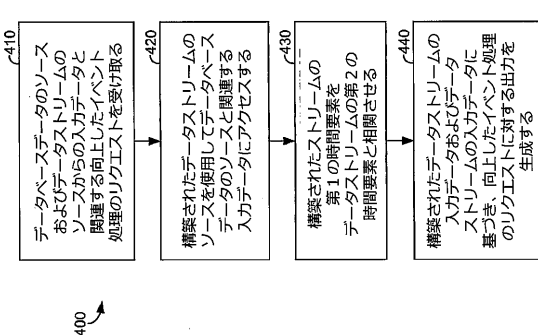 400
410
データベースデータのソース
およびデータストリームの
ソースからの入力データと
関連する向上したイベント
処理のリクエストを受け取る
420
構築されたデータストリームの
ソースを使用してデータベース
データのソースと関連する
入力データにアクセスする
430
構築されたストリームの
第1の時間要素を
データストリームの第2の
時間要素と相関させる
440
構築されたデータストリームの
入力データおよびデータ
ストリームの入力データに
基づき、向上したイベント処理
のリクエストに対する出力を
生成する